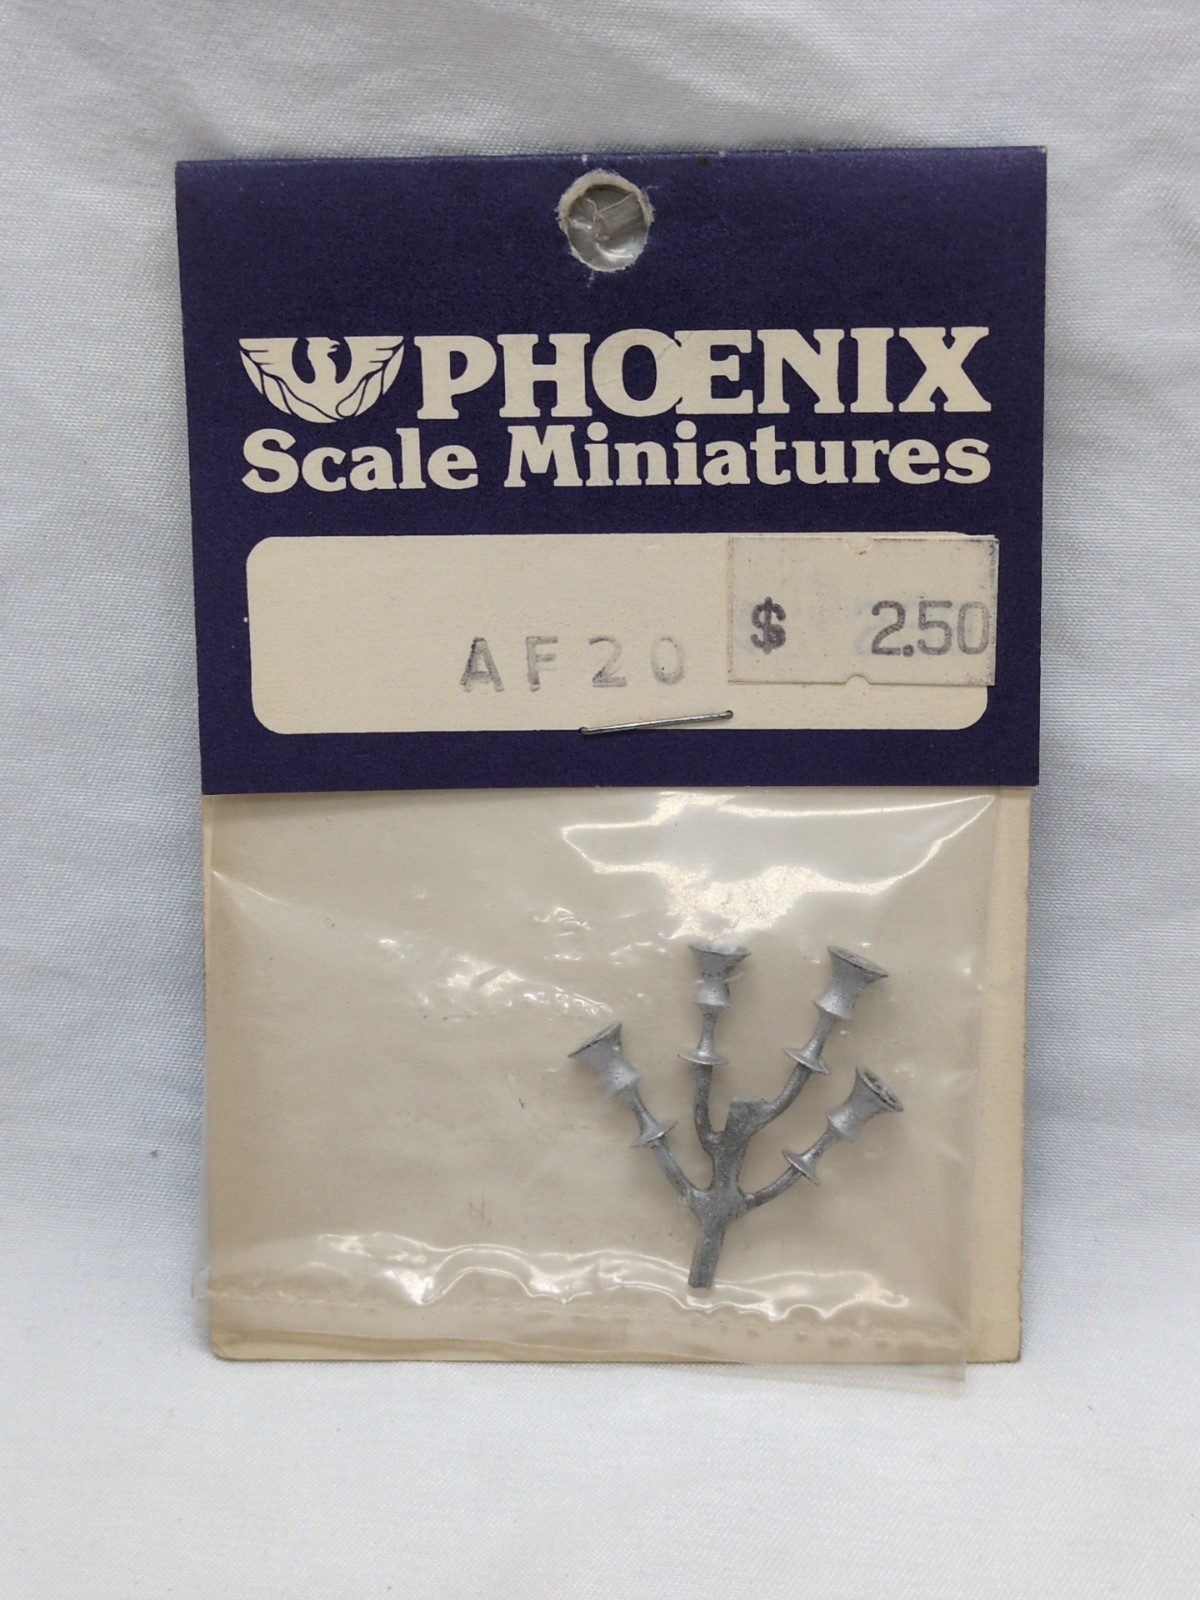 PHOENIX
Scale Miniatures
$ 2.50
AF20